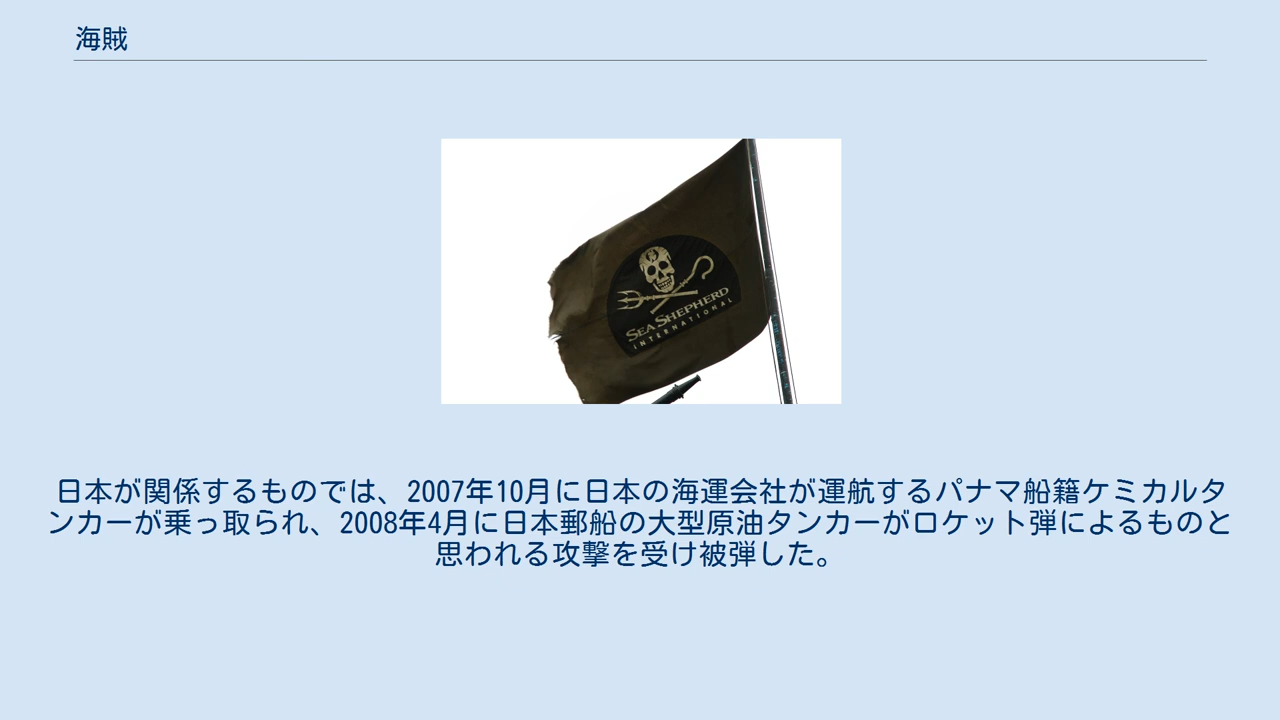 海賊
SEA SHEPHERD
INTERNATIONAL
日本が関係するものでは、2007年10月に日本の海運会社が運航するパナマ船籍ケミカルタ
ンカーが乗っ取られ、2008年4月に日本郵船の大型原油タンカーがロケット弾によるものと
思われる攻撃を受け被弾した。